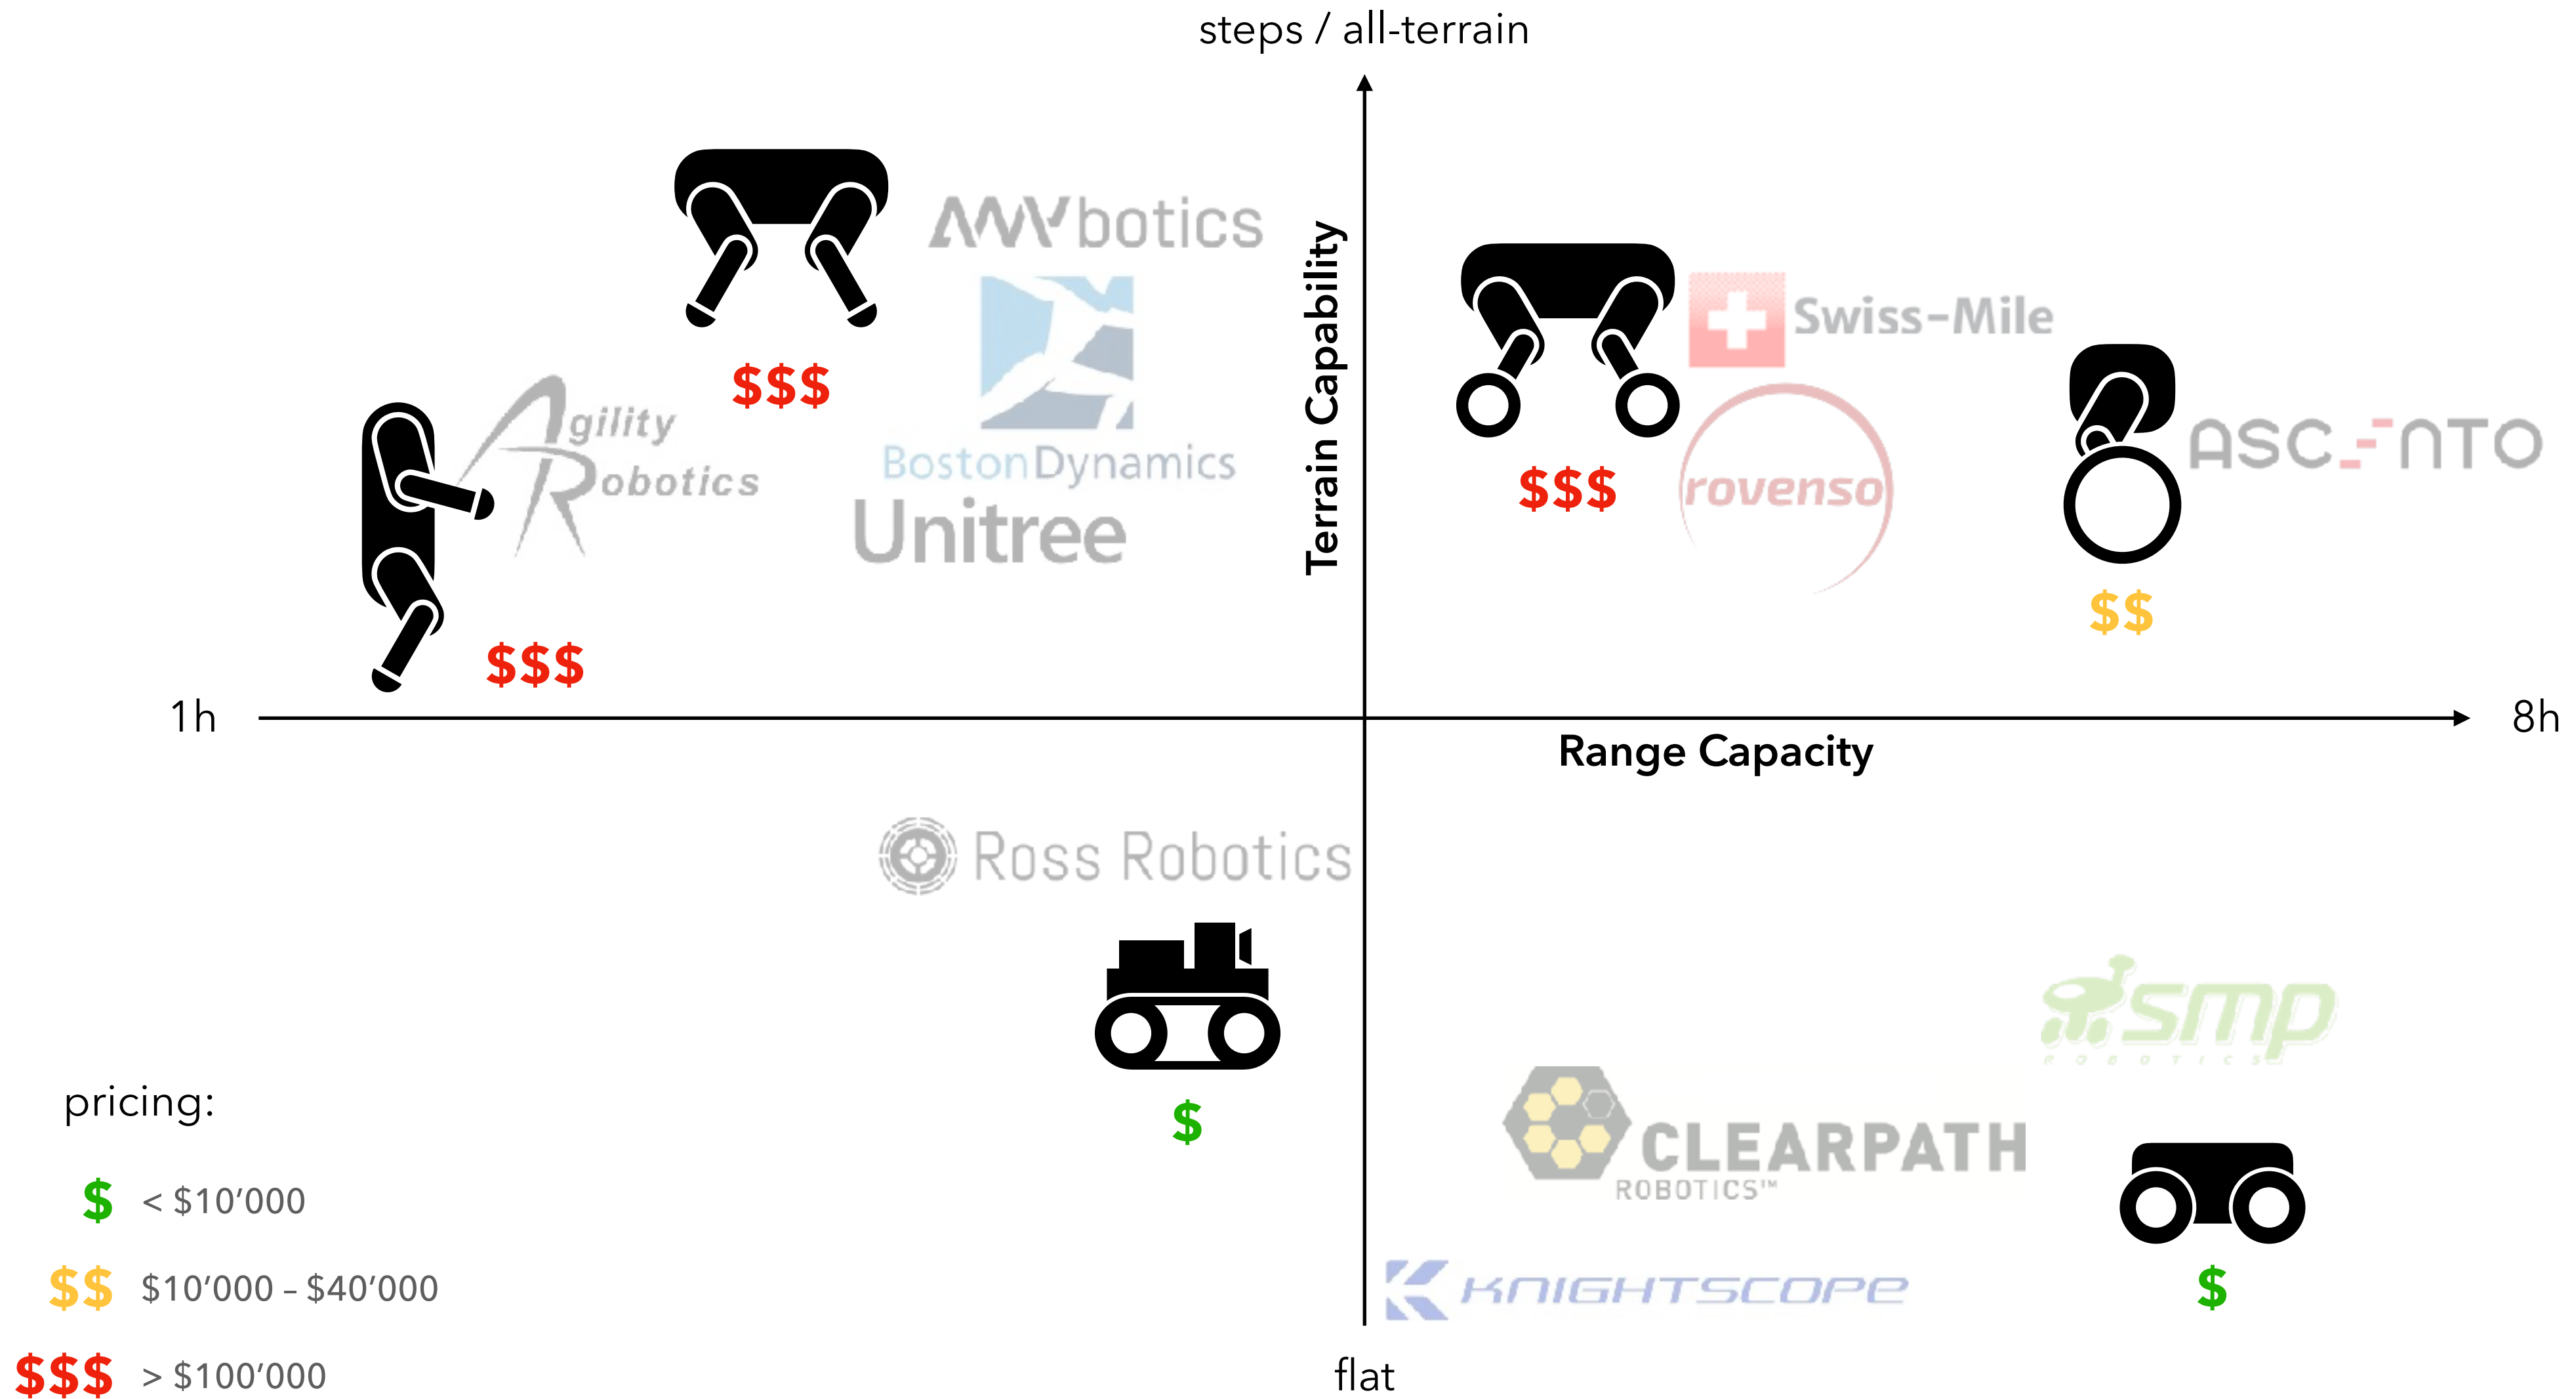 steps / all-terrain
ANYbotics
BostonDynamics
Unitree
$$$
Agility
Robotics
$$$
Terrain Capability
Swiss-Mile
rovenso
$$$
ASCENTO
$$
1h
8h
Range Capacity
Ross Robotics
$
smp
ROBOTICS
CLEARPATH
ROBOTICS™
KNIGHTSCOPE
$
flat
pricing:
$ < $10’000
$$ $10’000 – $40’000
$$$ > $100’000